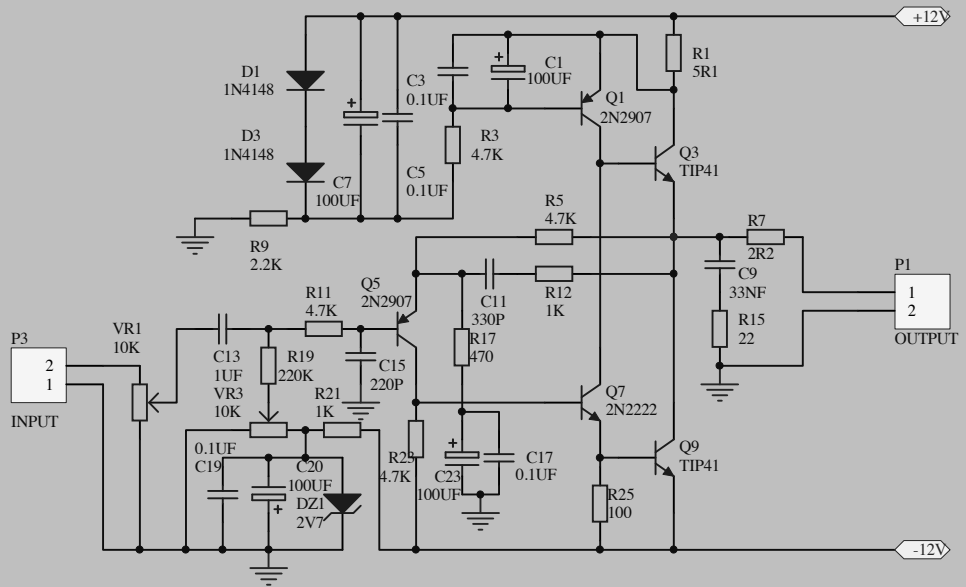 +12V
D1
1N4148
D3
1N4148
C7
100UF
C3
0.1UF
C5
0.1UF
C1
100UF
R3
4.7K
Q1
2N2907
R1
5R1
Q3
TIP41
R9
2.2K
R5
4.7K
R7
2R2
C9
33NF
R15
22
P1
1
2
OUTPUT
Q5
2N2907
C11
330P
R12
1K
R11
4.7K
R17
470
P3
2
1
INPUT
VR1
10K
C13
1UF
R19
220K
C15
220P
VR3
10K
R21
1K
Q7
2N2222
0.1UF
C19
C20
100UF
DZ1
2V7
R23
4.7K
C23
100UF
C17
0.1UF
R25
100
Q9
TIP41
-12V
+
+
+
+